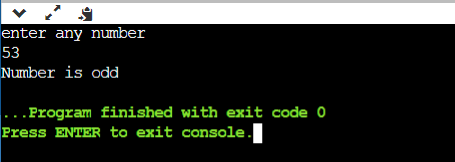 enter any number
53
Number is odd
...Program finished with exit code 0
Press ENTER to exit console.